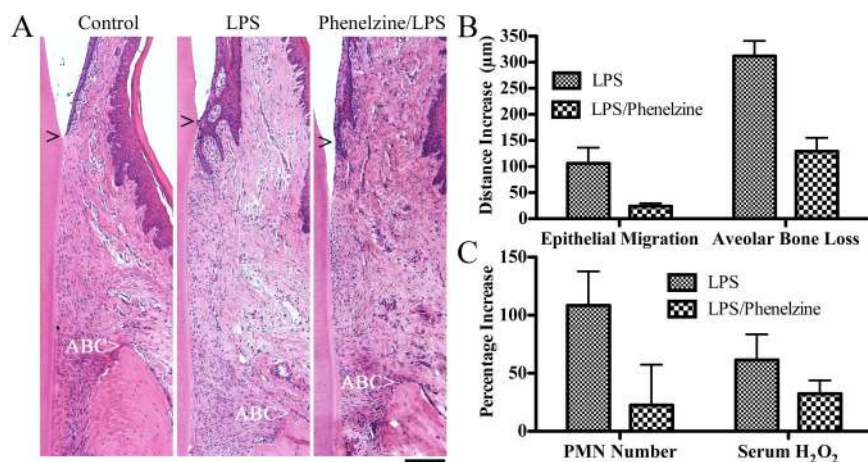 A
Control
LPS
Phenelzine/LPS
>
>
>
ABC>
ABC>
ABC>
B
Distance Increase (µm)
350
300
250
200
150
100
50
0
LPS
LPS/Phenelzine
Epithelial Migration
Aveolar Bone Loss
C
Percentage Increase
150
100
50
0
LPS
LPS/Phenelzine
PMN Number
Serum H₂O₂